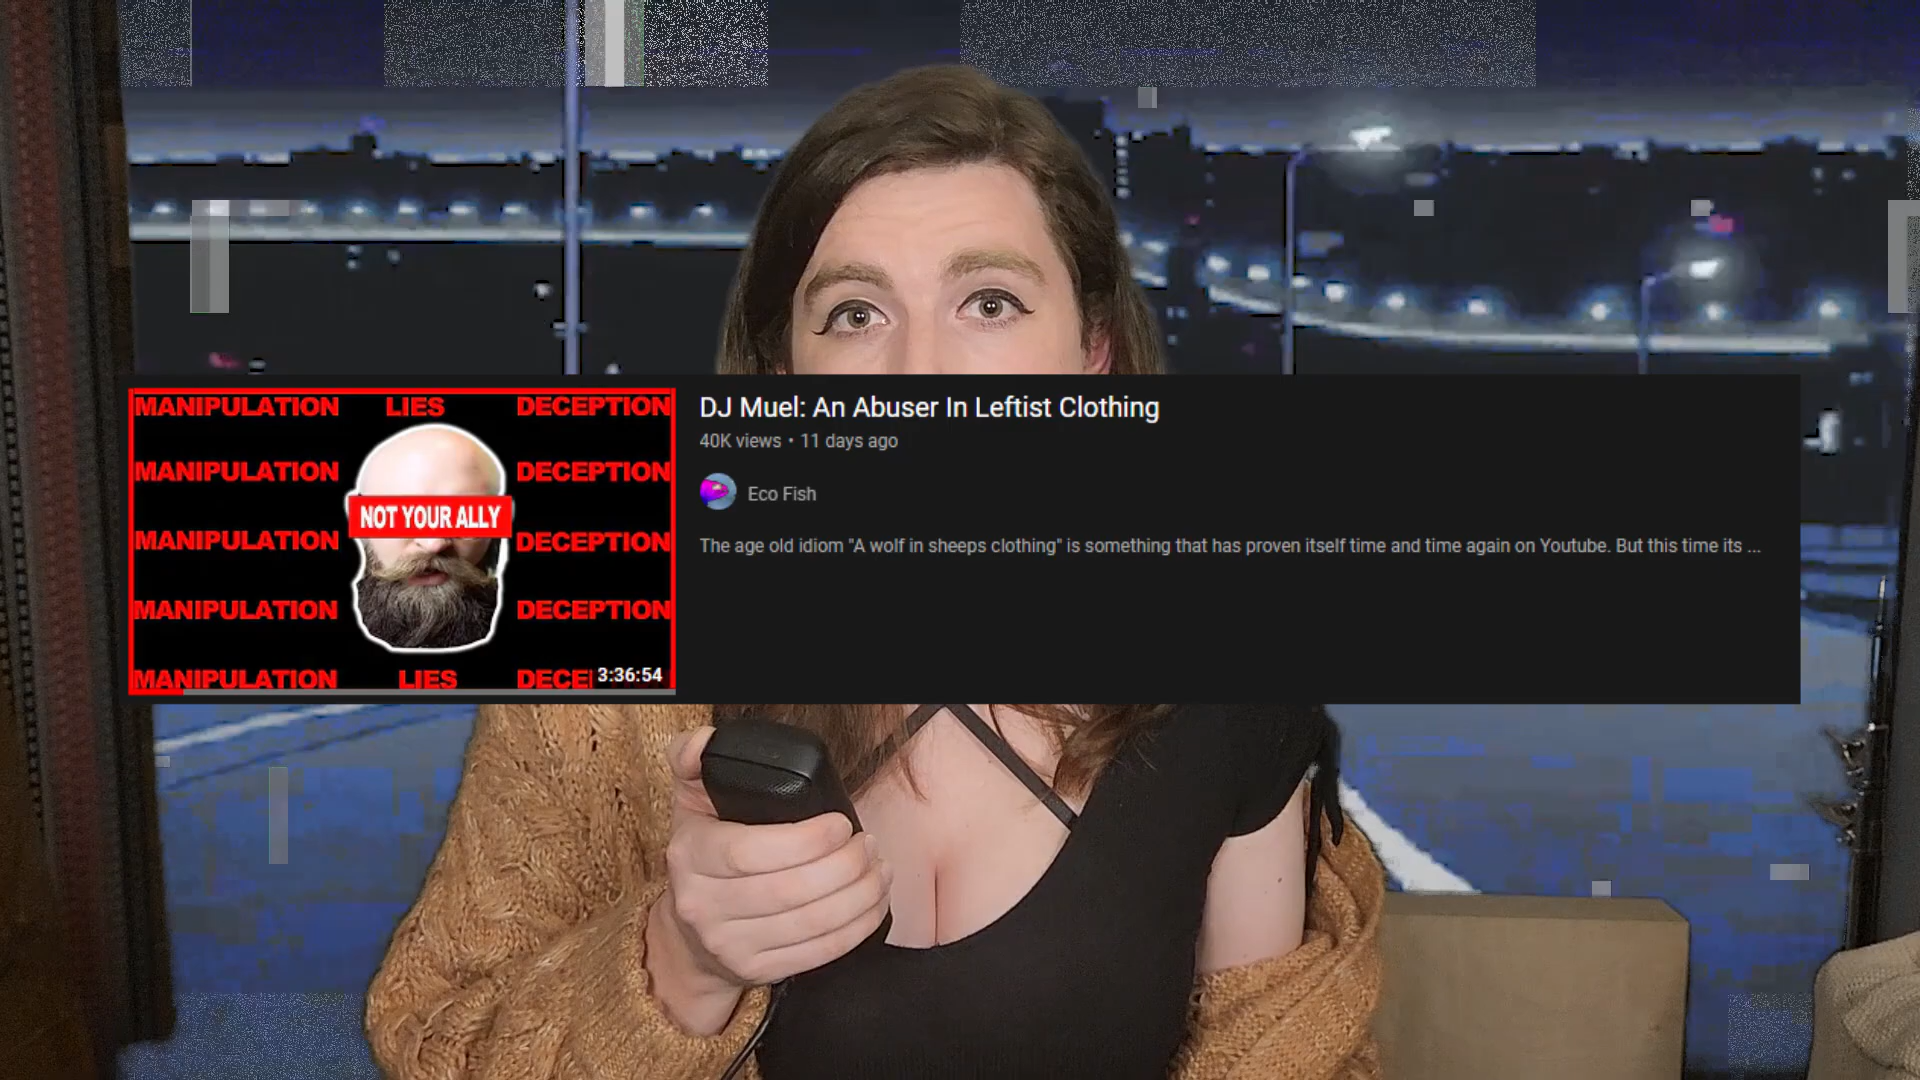 MANIPULATION LIES DECEPTION
MANIPULATION DECEPTION
NOT YOUR ALLY
MANIPULATION DECEPTION
MANIPULATION DECEPTION
MANIPULATION LIES DECE
3:36:54
DJ Muel: An Abuser In Leftist Clothing
40K views • 11 days ago
Eco Fish
The age old idiom "A wolf in sheeps clothing" is something that has proven itself time and time again on Youtube. But this time its ...